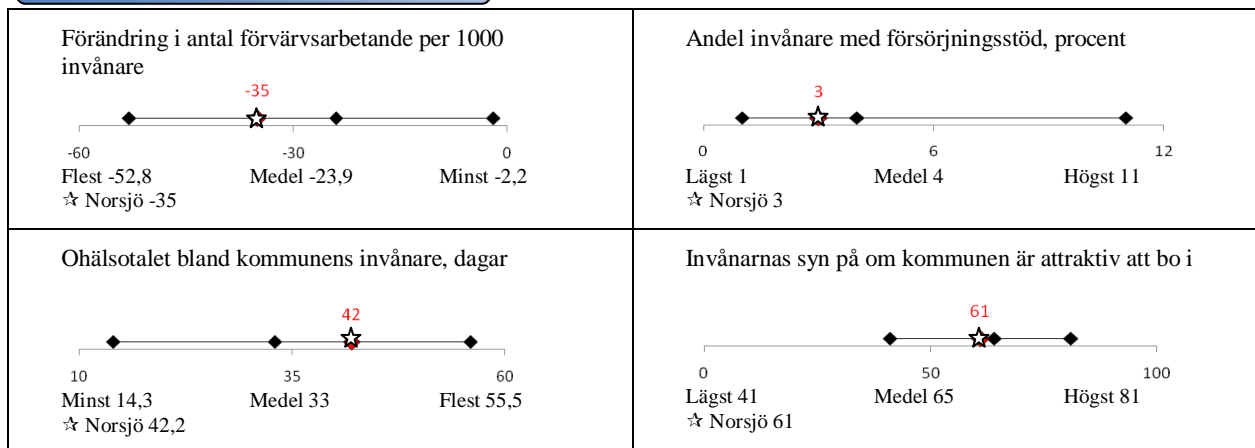 Förändring i antal förvärvsarbetande per 1000
invånare
-35
-60 -30 0
Flest -52,8 Medel -23,9 Minst -2,2
☆ Norsjö -35
Andel invånare med försörjningsstöd, procent
3
0 6 12
Lägst 1 Medel 4 Högst 11
☆ Norsjö 3
Ohälsotalet bland kommunens invånare, dagar
42
10 35 60
Minst 14,3 Medel 33 Flest 55,5
☆ Norsjö 42,2
Invånarnas syn på om kommunen är attraktiv att bo i
61
0 50 100
Lägst 41 Medel 65 Högst 81
☆ Norsjö 61